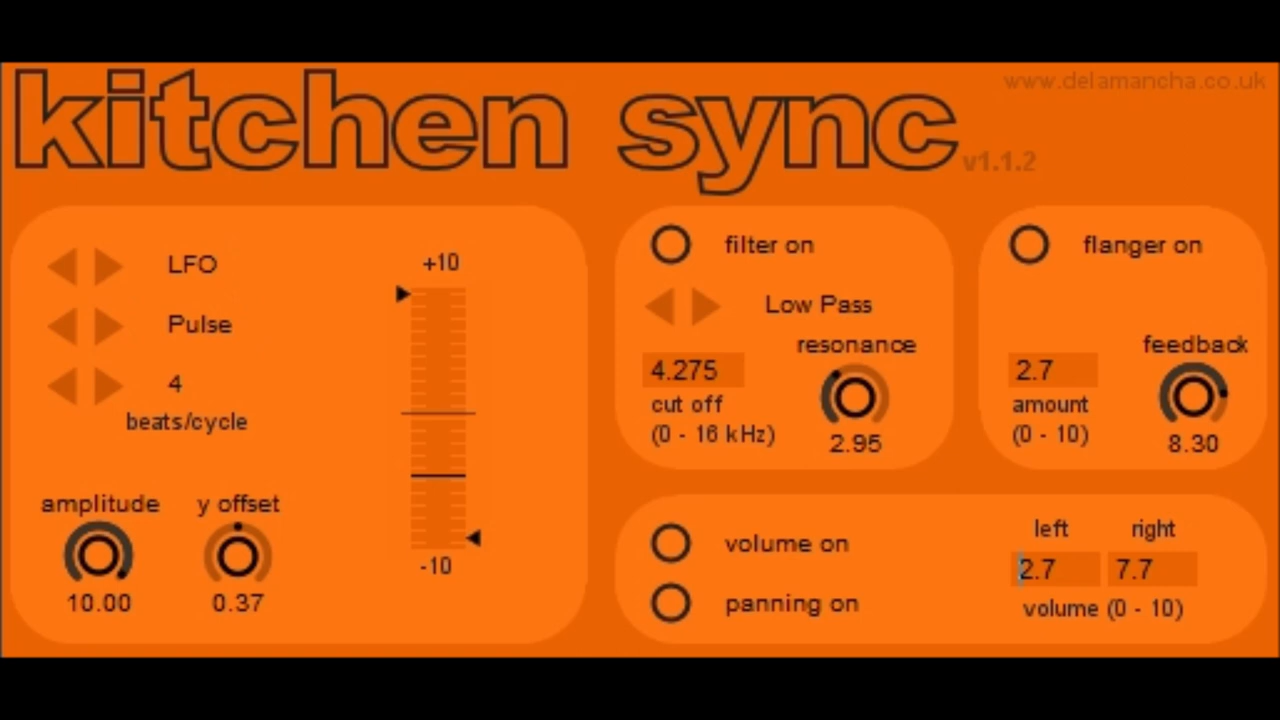 www.delamancha.co.uk
kitchen sync v1.1.2
LFO
Pulse
4
beats/cycle
+10
-10
amplitude y offset
10.00 0.37
filter on
Low Pass
resonance
4.275
cut off
(0 - 16 kHz)
2.95
flanger on
feedback
2.7
amount
(0 - 10)
8.30
volume on
panning on
left right
2.7 7.7
volume (0 - 10)